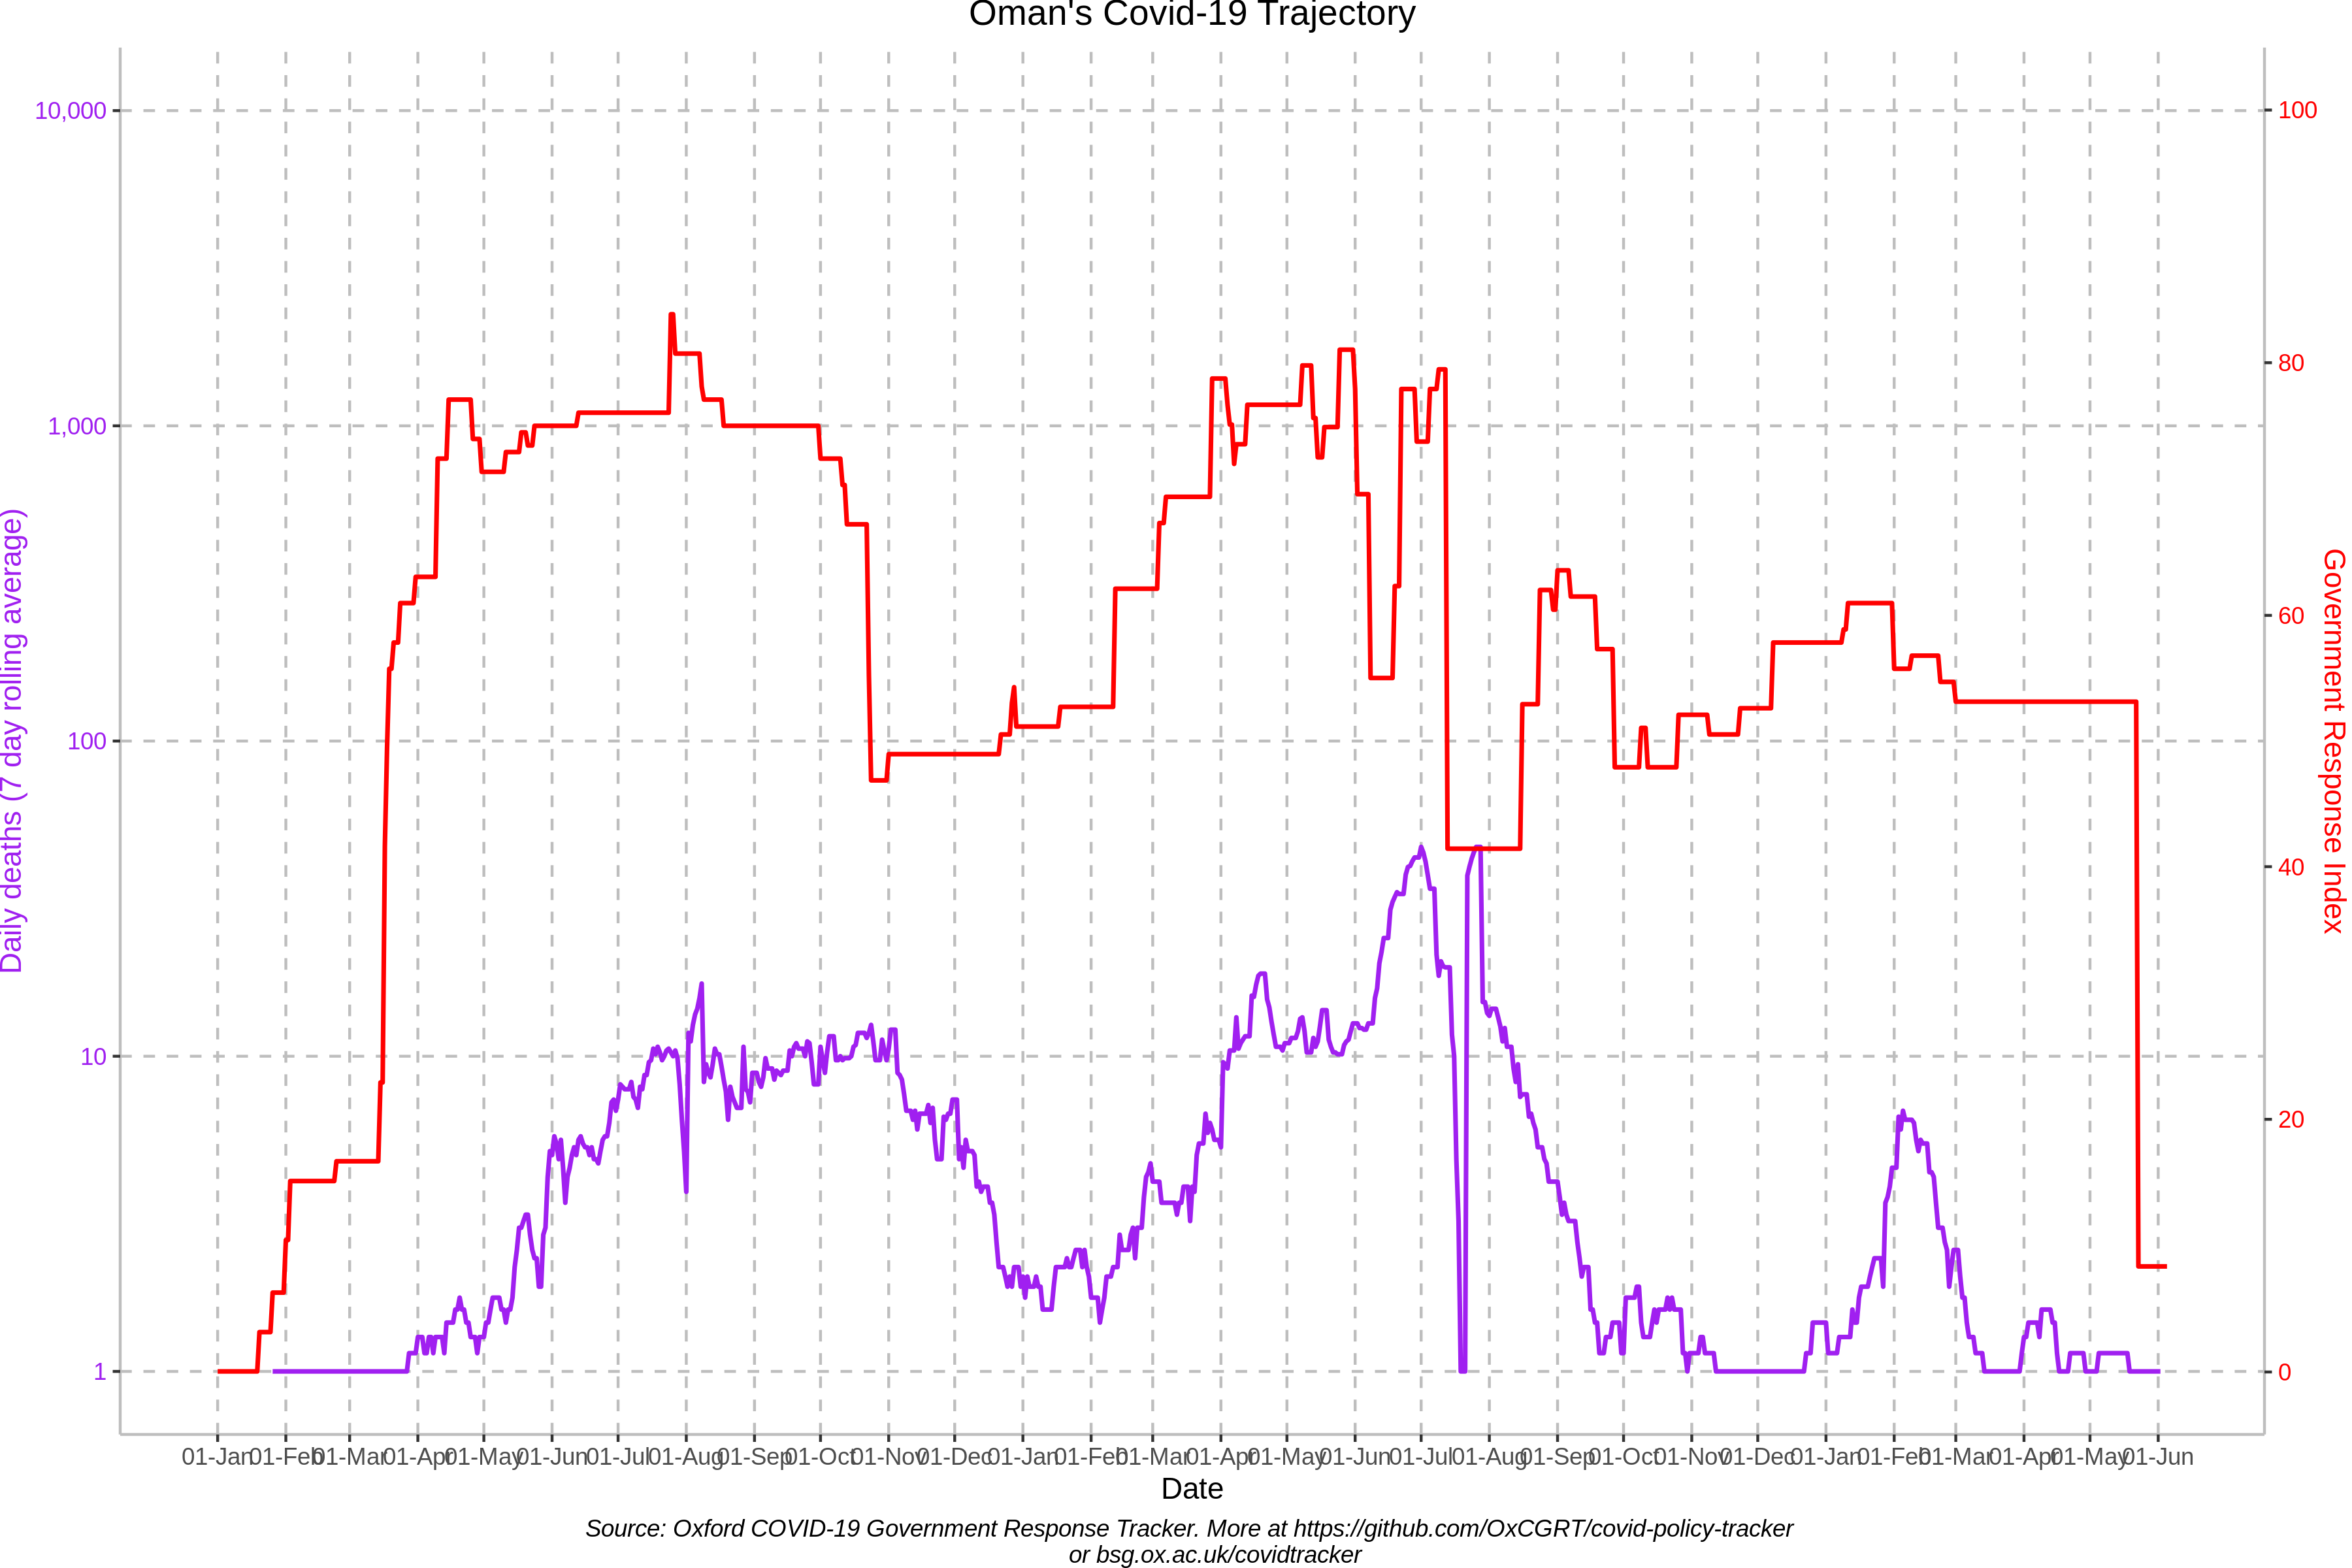 Oman's Covid-19 Trajectory
10,000
1,000
100
10
1
Daily deaths (7 day rolling average)
100
80
60
40
20
0
Government Response Index
01-Jan 01-Feb 01-Mar 01-Apr 01-May 01-Jun 01-Jul 01-Aug 01-Sep 01-Oct 01-Nov 01-Dec 01-Jan 01-Feb 01-Mar 01-Apr 01-May 01-Jun 01-Jul 01-Aug 01-Sep 01-Oct 01-Nov 01-Dec 01-Jan 01-Feb 01-Mar 01-Apr 01-May 01-Jun
Date
Source: Oxford COVID-19 Government Response Tracker. More at https://github.com/OxCGRT/covid-policy-tracker
or bsg.ox.ac.uk/covidtracker